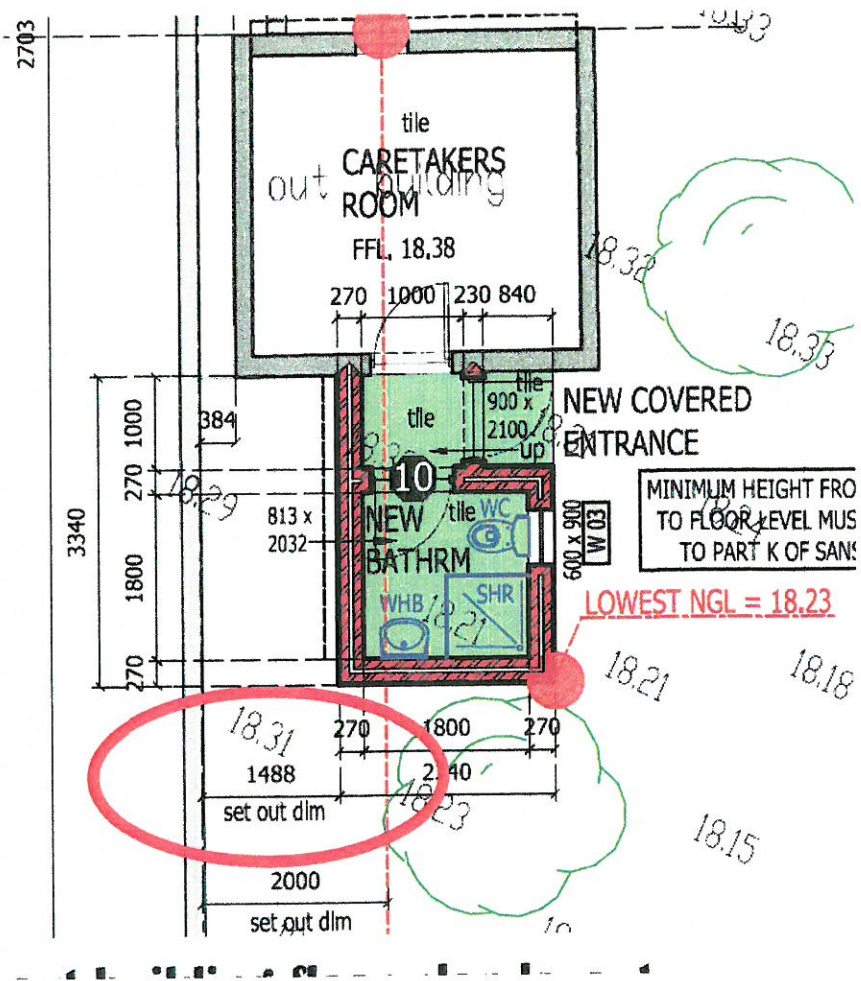 2703
tile
CARETAKERS
ROOM
out building
FFL. 18.38
18.32
270 1000 230 840
18.33
384
tile
tile
900 x
2100
up
NEW COVERED
ENTRANCE
1000
270
1800
270
3340
18.29
10
813 x
2032
NEW
BATHRM
tile
WC
WHB
SHR
18.21
600 x 900
W 03
MINIMUM HEIGHT FRO
TO FLOOR LEVEL MUS
TO PART K OF SANS
18.24
LOWEST NGL = 18.23
18.21
18.18
18.31
270 1800 270
1488
2340
set out dim
18.23
18.15
2000
set out dim